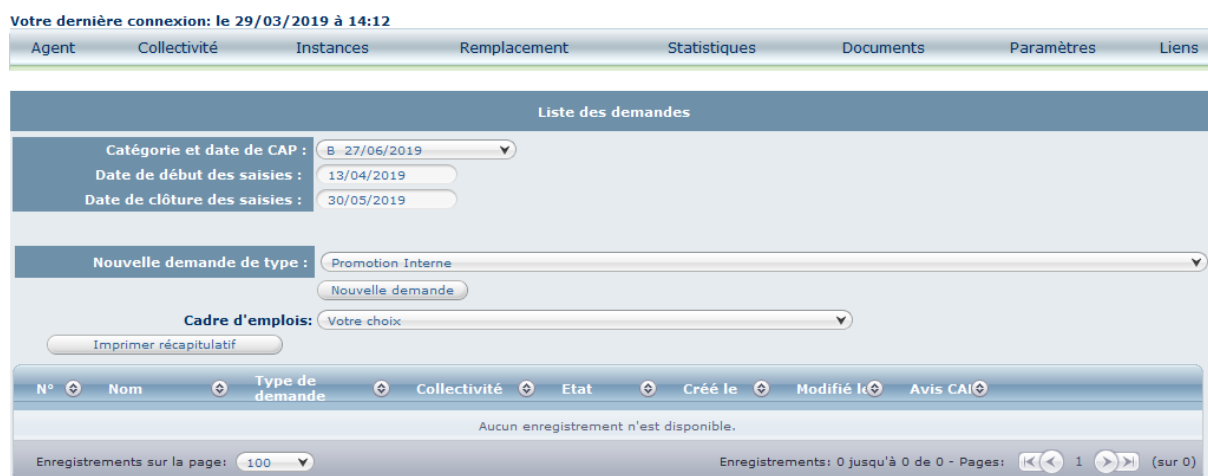 Votre dernière connexion: le 29/03/2019 à 14:12
Agent Collectivité Instances Remplacement Statistiques Documents Paramètres Liens
Liste des demandes
Catégorie et date de CAP : B 27/06/2019
Date de début des saisies : 13/04/2019
Date de clôture des saisies : 30/05/2019
Nouvelle demande de type : Promotion Interne
Nouvelle demande
Cadre d'emplois: Votre choix
Imprimer récapitulatif
N° Nom Type de demande Collectivité Etat Créé le Modifié le Avis CAP
Aucun enregistrement n'est disponible.
Enregistrements sur la page: 100 Enregistrements: 0 jusqu'à 0 de 0 - Pages: 1 (sur 0)